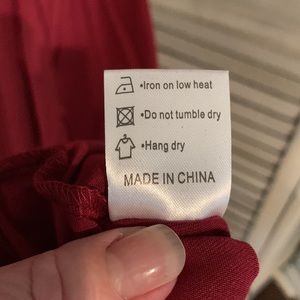 •Iron on low heat
•Do not tumble dry
•Hang dry
MADE IN CHINA